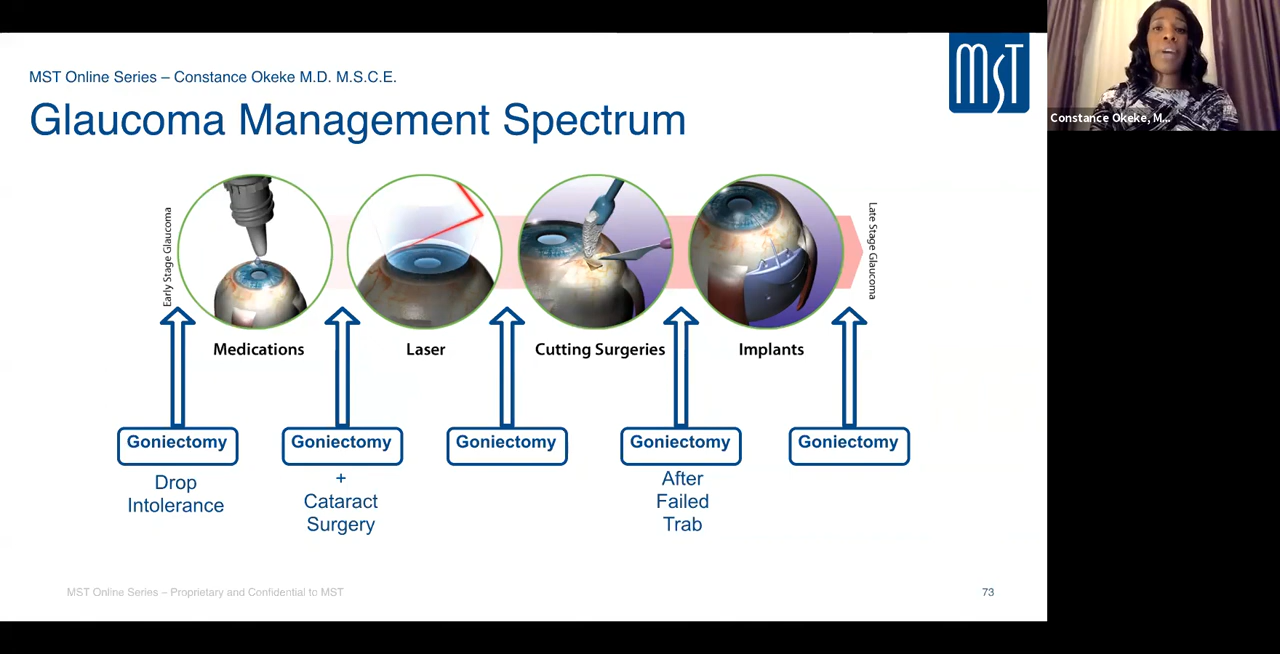 MST Online Series – Constance Okeke M.D. M.S.C.E.
Glaucoma Management Spectrum
MST
Constance Okeke, M...
Early Stage Glaucoma
Late Stage Glaucoma
Medications
Laser
Cutting Surgeries
Implants
Goniectomy
Drop
Intolerance
Goniectomy
+
Cataract
Surgery
Goniectomy
Goniectomy
After
Failed
Trab
Goniectomy
MST Online Series – Proprietary and Confidential to MST
73